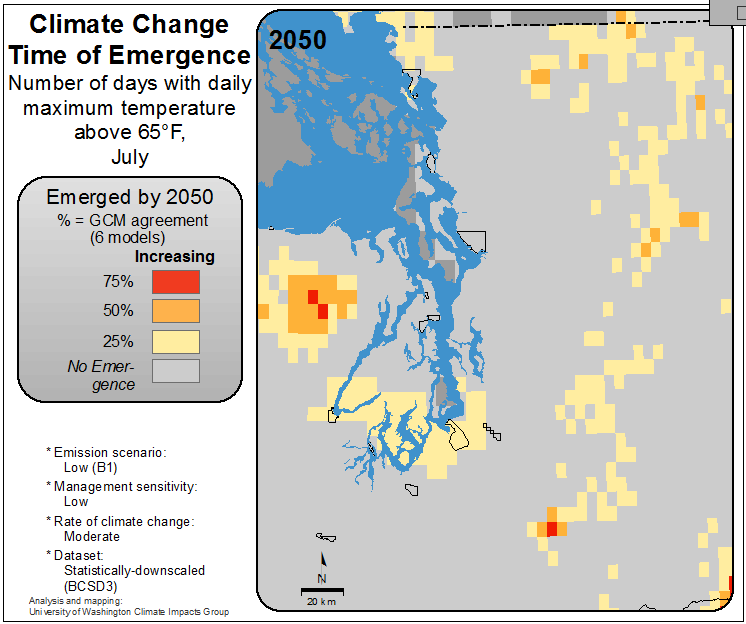 Climate Change
Time of Emergence
Number of days with daily
maximum temperature
above 65°F,
July
Emerged by 2050
% = GCM agreement
(6 models)
Increasing
75%
50%
25%
No Emer-
gence
* Emission scenario:
Low (B1)
* Management sensitivity:
Low
* Rate of climate change:
Moderate
* Dataset:
Statistically-downscaled
(BCSD3)
Analysis and mapping:
University of Washington Climate Impacts Group
2050
N
20 km